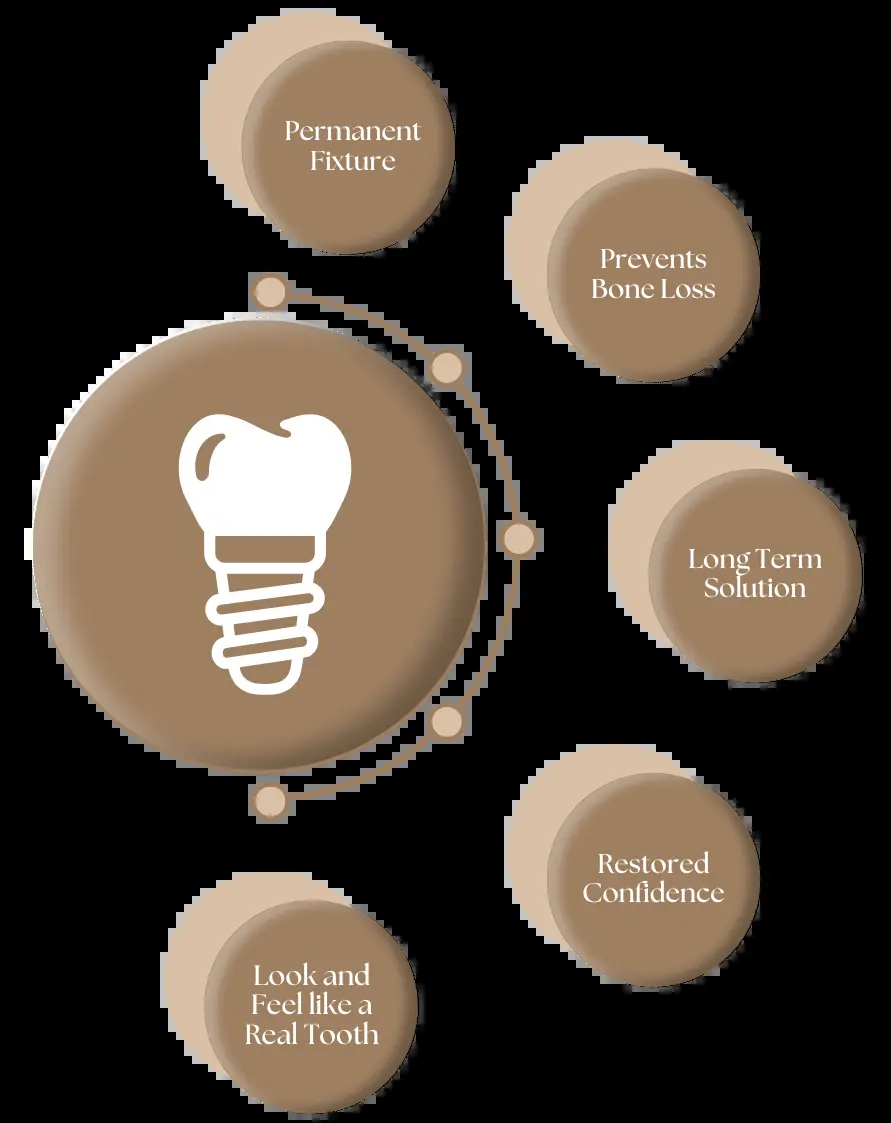 Permanent
Fixture
Prevents
Bone Loss
Long Term
Solution
Restored
Confidence
Look and
Feel like a
Real Tooth